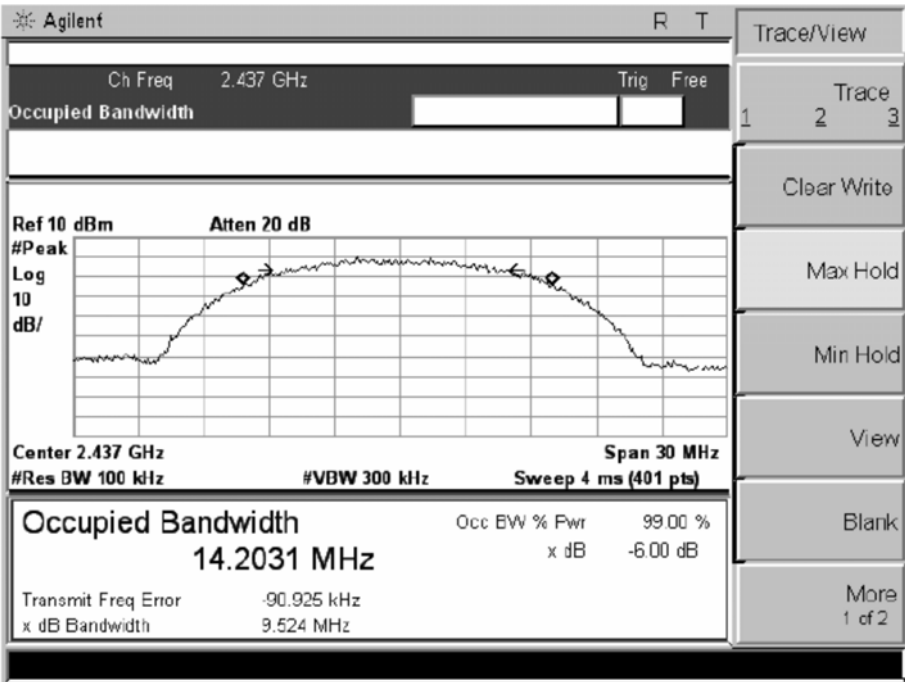 Agilent R T
Ch Freq 2.437 GHz Trig Free
Occupied Bandwidth
Ref 10 dBm Atten 20 dB
#Peak
Log
10
dB/
Center 2.437 GHz Span 30 MHz
#Res BW 100 kHz #VBW 300 kHz Sweep 4 ms (401 pts)
Occupied Bandwidth
14.2031 MHz
Occ BW % Pwr 99.00 %
x dB -6.00 dB
Transmit Freq Error -90.925 kHz
x dB Bandwidth 9.524 MHz
Trace/View
Trace
1 2 3
Clear Write
Max Hold
Min Hold
View
Blank
More
1 of 2